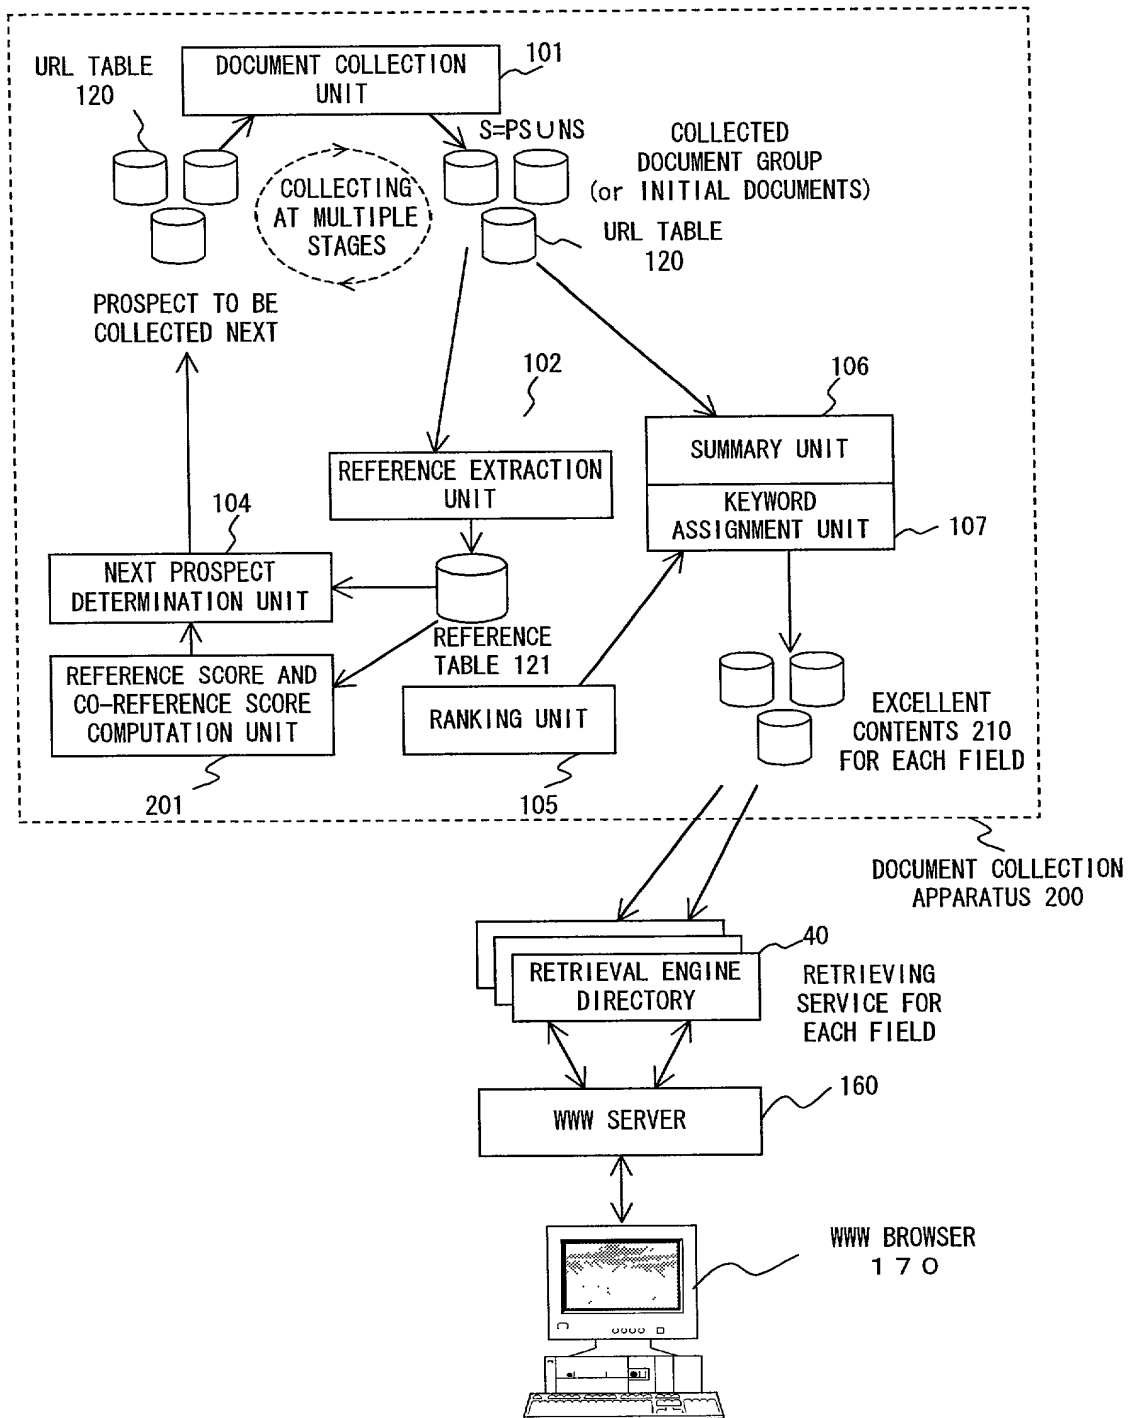 URL TABLE
120
DOCUMENT COLLECTION
UNIT
101
S=PS∪NS
COLLECTED
DOCUMENT GROUP
(or INITIAL DOCUMENTS)
URL TABLE
120
COLLECTING
AT MULTIPLE
STAGES
PROSPECT TO BE
COLLECTED NEXT
102
106
REFERENCE EXTRACTION
UNIT
SUMMARY UNIT
KEYWORD
ASSIGNMENT UNIT
107
104
NEXT PROSPECT
DETERMINATION UNIT
REFERENCE
TABLE 121
REFERENCE SCORE AND
CO-REFERENCE SCORE
COMPUTATION UNIT
201
RANKING UNIT
105
EXCELLENT
CONTENTS 210
FOR EACH FIELD
DOCUMENT COLLECTION
APPARATUS 200
40
RETRIEVAL ENGINE
DIRECTORY
RETRIEVING
SERVICE FOR
EACH FIELD
160
WWW SERVER
WWW BROWSER
170